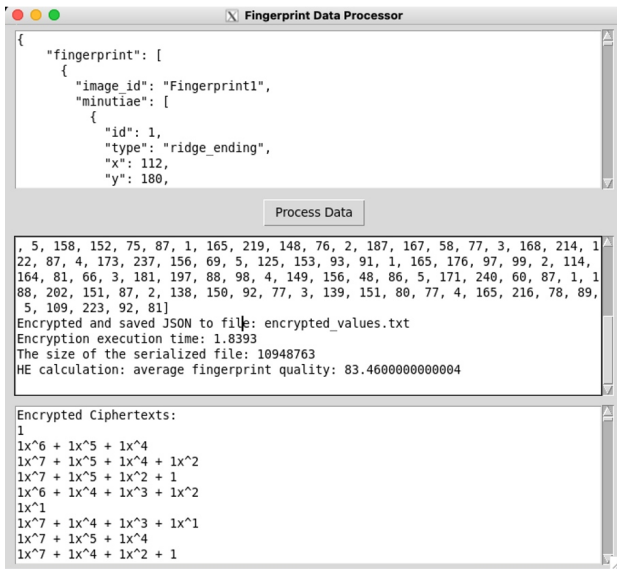 Fingerprint Data Processor
{
"fingerprint": [
{
"image_id": "Fingerprint1",
"minutiae": [
{
"id": 1,
"type": "ridge_ending",
"x": 112,
"y": 180,
Process Data
, 5, 158, 152, 75, 87, 1, 165, 219, 148, 76, 2, 187, 167, 58, 77, 3, 168, 214, 1
22, 87, 4, 173, 237, 156, 69, 5, 125, 153, 93, 91, 1, 165, 176, 97, 99, 2, 114,
164, 81, 66, 3, 181, 197, 88, 98, 4, 149, 156, 48, 86, 5, 171, 240, 60, 87, 1, 1
88, 202, 151, 87, 2, 138, 150, 92, 77, 3, 139, 151, 80, 77, 4, 165, 216, 78, 89,
5, 109, 223, 92, 81]
Encrypted and saved JSON to file: encrypted_values.txt
Encryption execution time: 1.8393
The size of the serialized file: 10948763
HE calculation: average fingerprint quality: 83.4600000000004
Encrypted Ciphertexts:
1
1x^6 + 1x^5 + 1x^4
1x^7 + 1x^5 + 1x^4 + 1x^2
1x^7 + 1x^5 + 1x^2 + 1
1x^6 + 1x^4 + 1x^3 + 1x^2
1x^1
1x^7 + 1x^4 + 1x^3 + 1x^1
1x^7 + 1x^5 + 1x^4
1x^7 + 1x^4 + 1x^2 + 1